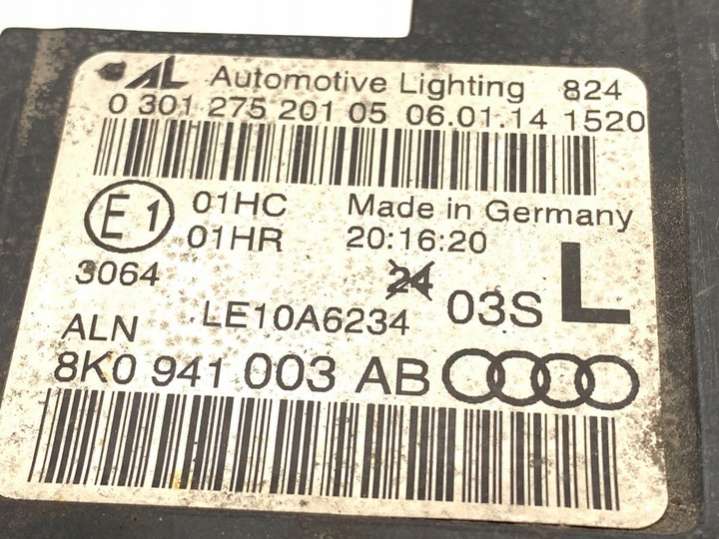 AL Automotive Lighting 824
0 301 275 201 05 06.01.14 1520
E1 01HC Made in Germany
01HR 20:16:20
3064 24 03S L
ALN LE10A6234
8K0 941 003 AB